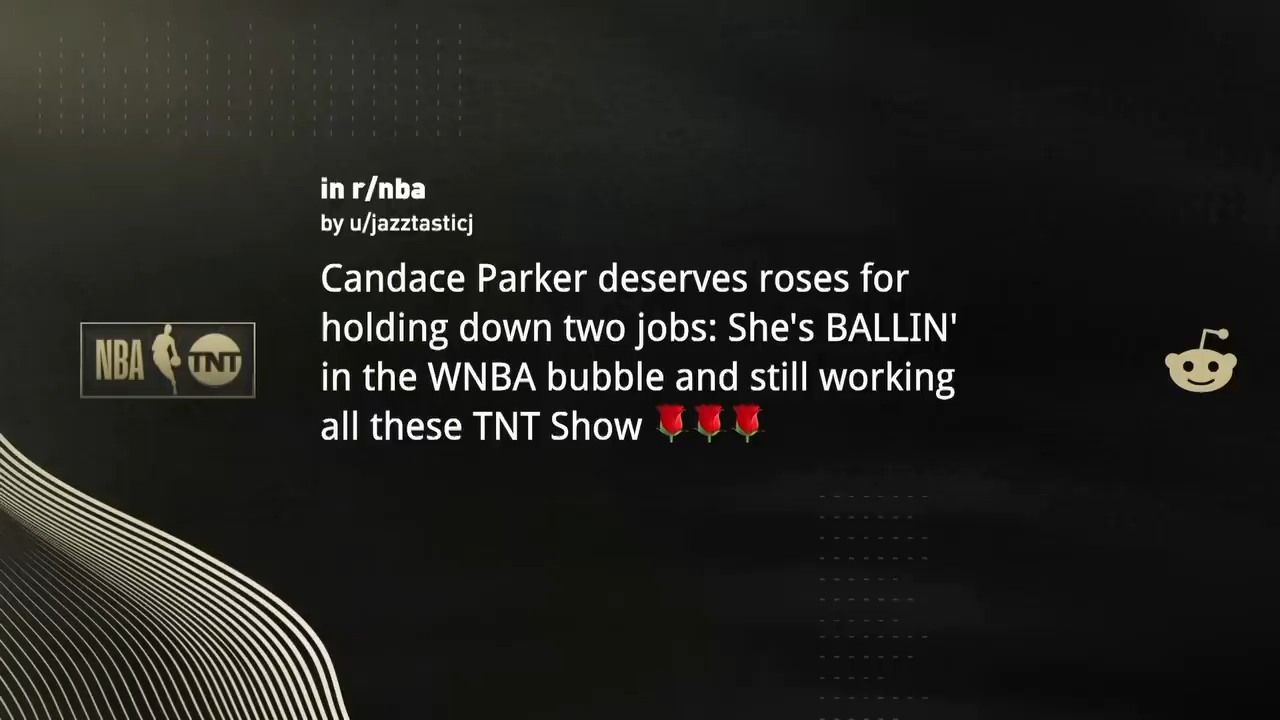 in r/nba
by u/jazztasticj
Candace Parker deserves roses for
holding down two jobs: She's BALLIN'
in the WNBA bubble and still working
all these TNT Show 🌹🌹🌹
NBA TNT